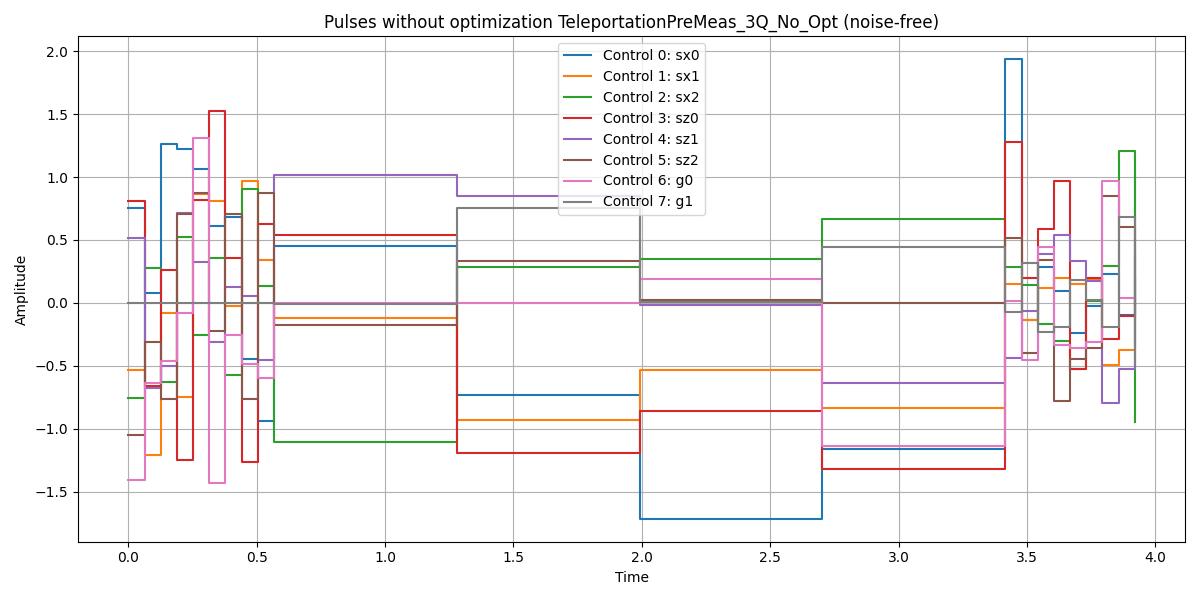 Pulses without optimization TeleportationPreMeas_3Q_No_Opt (noise-free)
Amplitude
2.0
1.5
1.0
0.5
0.0
−0.5
−1.0
−1.5
Control 0: sx0
Control 1: sx1
Control 2: sx2
Control 3: sz0
Control 4: sz1
Control 5: sz2
Control 6: g0
Control 7: g1
0.0 0.5 1.0 1.5 2.0 2.5 3.0 3.5 4.0
Time